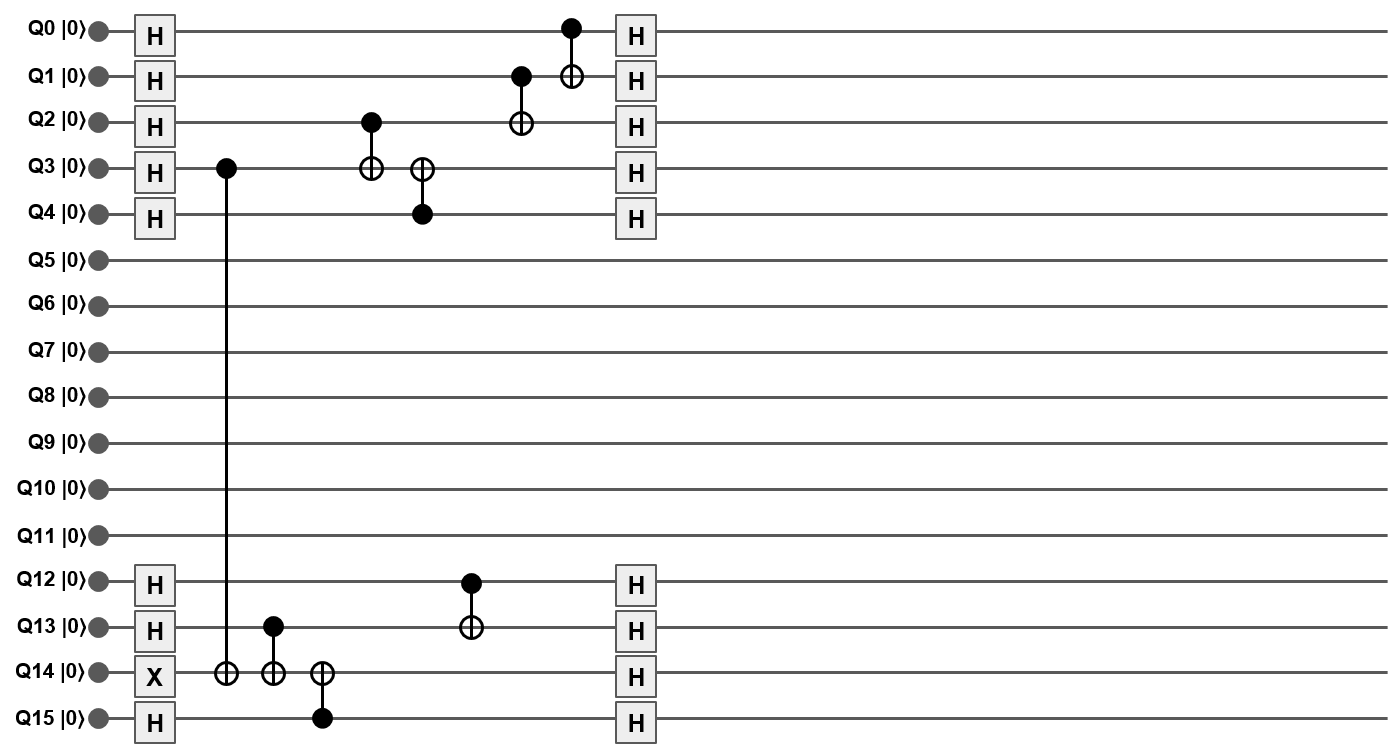 Q0 |0⟩ H H
Q1 |0⟩ H H
Q2 |0⟩ H H
Q3 |0⟩ H H
Q4 |0⟩ H H
Q5 |0⟩
Q6 |0⟩
Q7 |0⟩
Q8 |0⟩
Q9 |0⟩
Q10 |0⟩
Q11 |0⟩
Q12 |0⟩ H H
Q13 |0⟩ H H
Q14 |0⟩ X H
Q15 |0⟩ H H